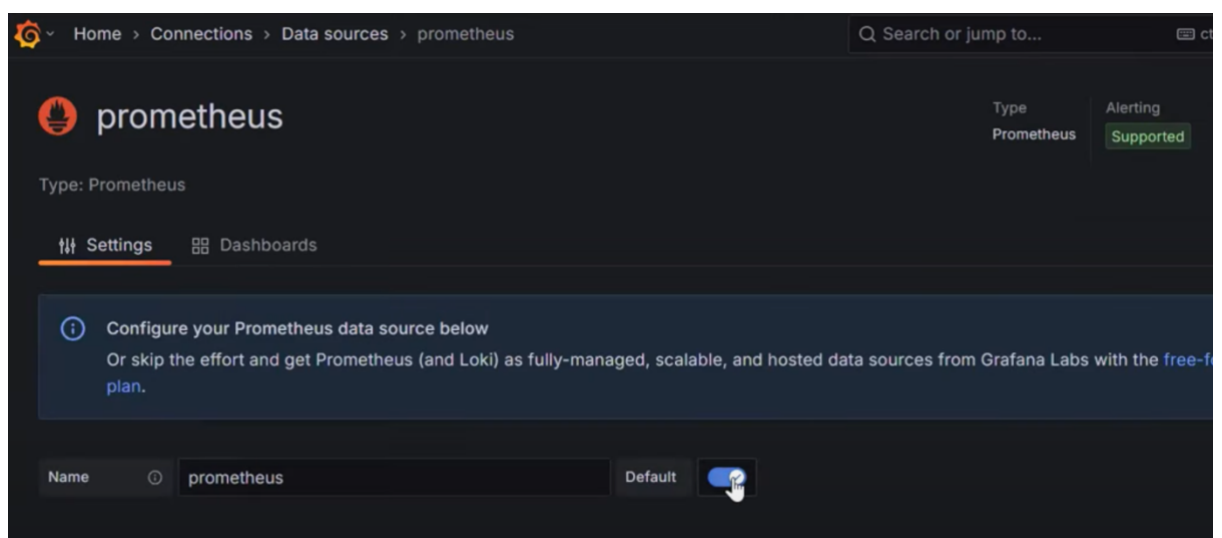 Home > Connections > Data sources > prometheus
Search or jump to...
prometheus
Type
Prometheus
Alerting
Supported
Type: Prometheus
Settings
Dashboards
Configure your Prometheus data source below
Or skip the effort and get Prometheus (and Loki) as fully-managed, scalable, and hosted data sources from Grafana Labs with the
plan.
Name
prometheus
Default